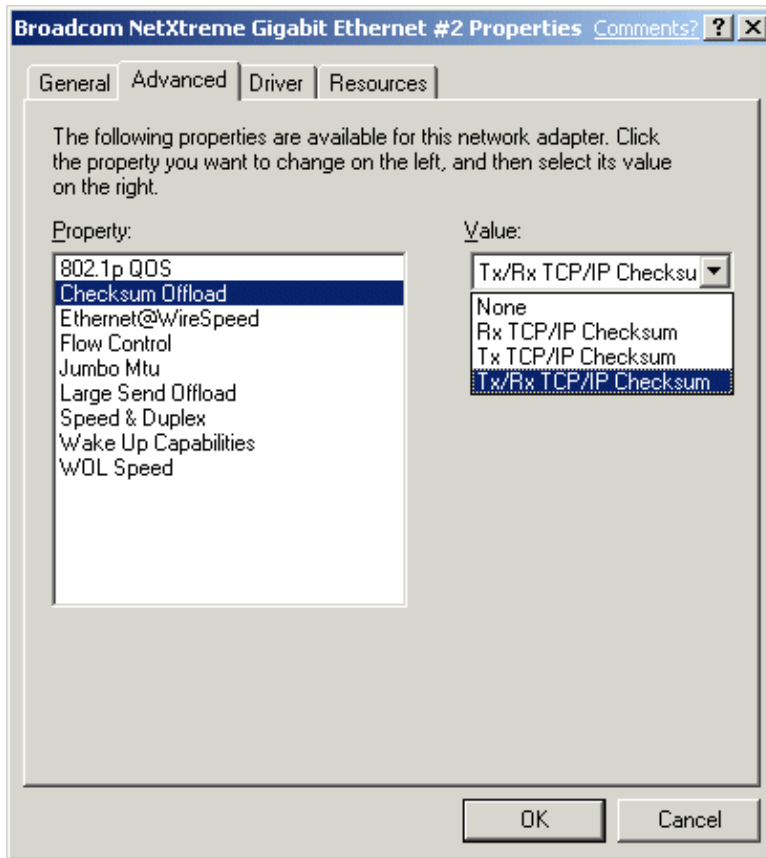 Broadcom NetXtreme Gigabit Ethernet #2 Properties Comments? ? X
General Advanced Driver Resources
The following properties are available for this network adapter. Click
the property you want to change on the left, and then select its value
on the right.
Property:
802.1p QOS
Checksum Offload
Ethernet@WireSpeed
Flow Control
Jumbo Mtu
Large Send Offload
Speed & Duplex
Wake Up Capabilities
WOL Speed
Value:
Tx/Rx TCP/IP Checksu
None
Rx TCP/IP Checksum
Tx TCP/IP Checksum
Tx/Rx TCP/IP Checksum
OK Cancel